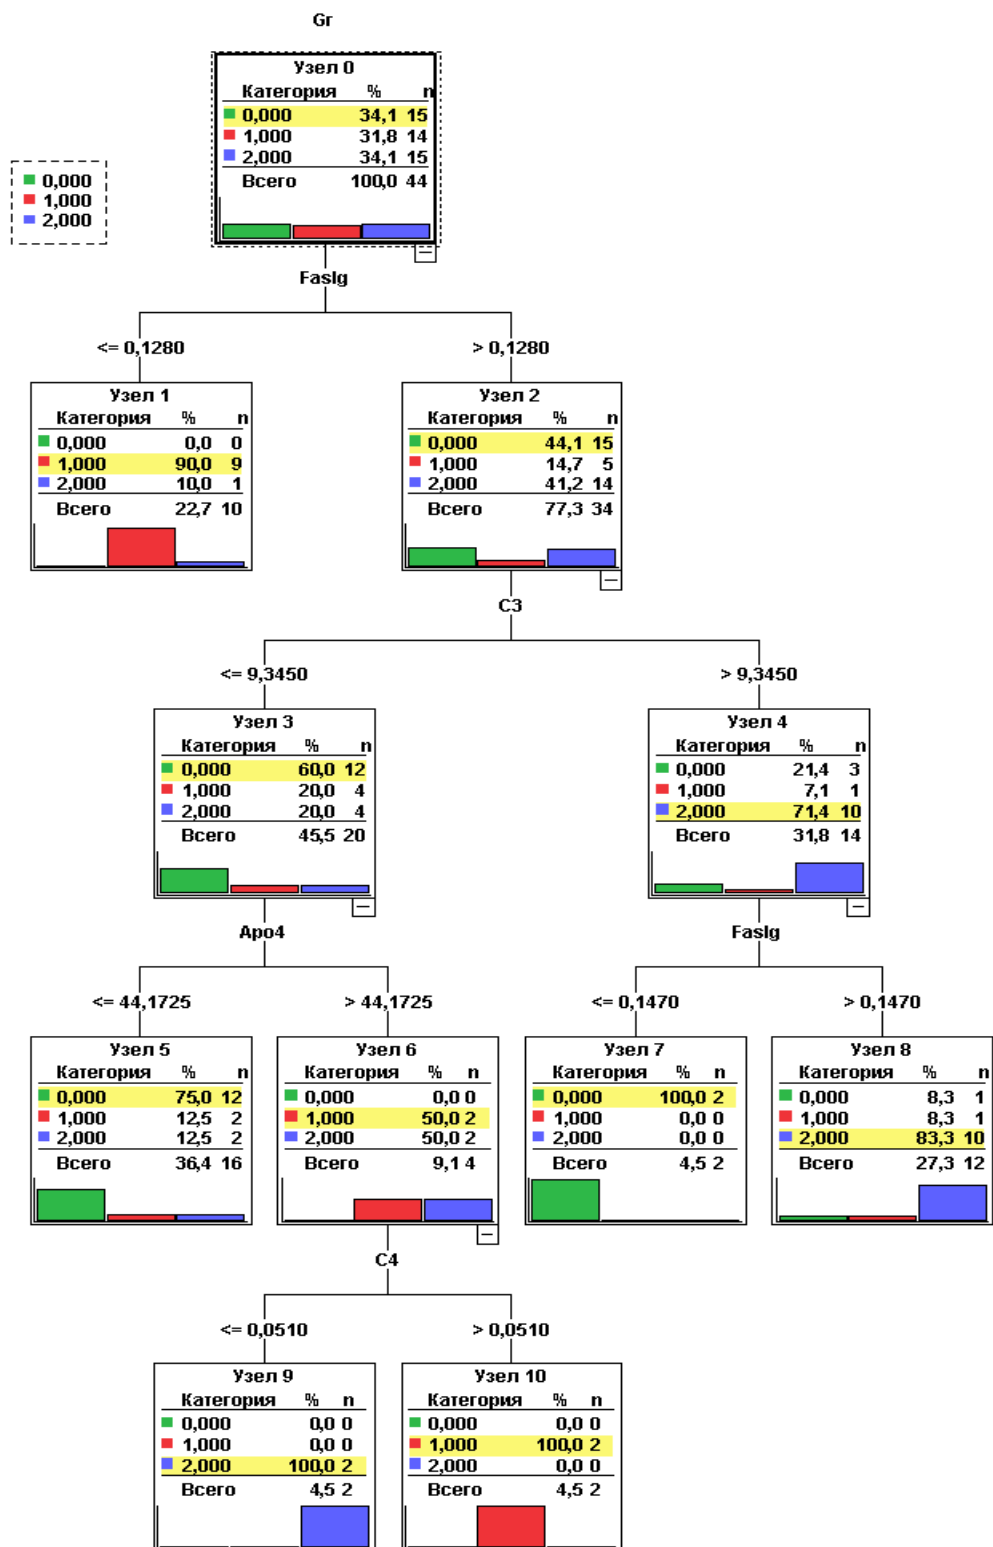 Gr
Узел 0
Категория % n
0,000 34,1 15
1,000 31,8 14
2,000 34,1 15
Всего 100,0 44
0,000
1,000
2,000
FasIg
<= 0,1280
> 0,1280
Узел 1
Категория % n
0,000 0,0 0
1,000 90,0 9
2,000 10,0 1
Всего 22,7 10
Узел 2
Категория % n
0,000 44,1 15
1,000 14,7 5
2,000 41,2 14
Всего 77,3 34
C3
<= 9,3450
> 9,3450
Узел 3
Категория % n
0,000 60,0 12
1,000 20,0 4
2,000 20,0 4
Всего 45,5 20
Узел 4
Категория % n
0,000 21,4 3
1,000 7,1 1
2,000 71,4 10
Всего 31,8 14
Apo4
FasIg
<= 44,1725
> 44,1725
<= 0,1470
> 0,1470
Узел 5
Категория % n
0,000 75,0 12
1,000 12,5 2
2,000 12,5 2
Всего 36,4 16
Узел 6
Категория % n
0,000 0,0 0
1,000 50,0 2
2,000 50,0 2
Всего 9,1 4
Узел 7
Категория % n
0,000 100,0 2
1,000 0,0 0
2,000 0,0 0
Всего 4,5 2
Узел 8
Категория % n
0,000 8,3 1
1,000 8,3 1
2,000 83,3 10
Всего 27,3 12
C4
<= 0,0510
> 0,0510
Узел 9
Категория % n
0,000 0,0 0
1,000 0,0 0
2,000 100,0 2
Всего 4,5 2
Узел 10
Категория % n
0,000 0,0 0
1,000 100,0 2
2,000 0,0 0
Всего 4,5 2